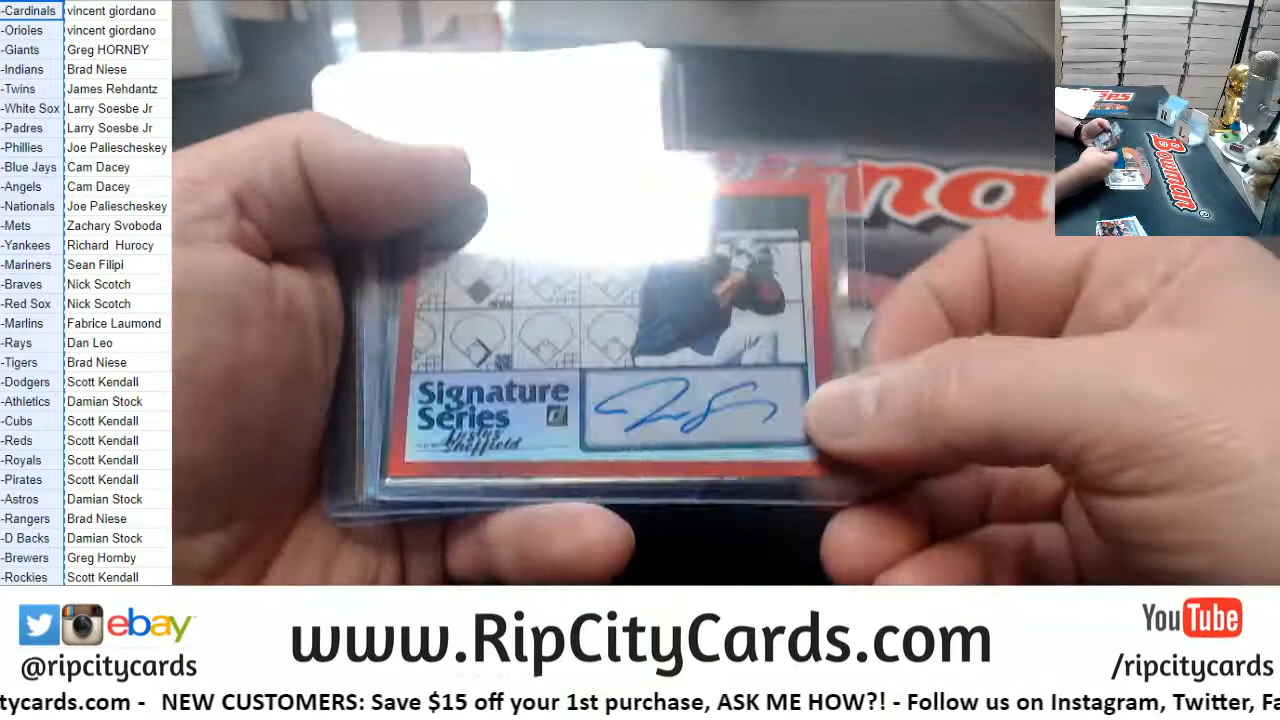 -Cardinals vincent giordano
-Orioles vincent giordano
-Giants Greg HORNBY
-Indians Brad Niese
-Twins James Rehdantz
-White Sox Larry Soesbe Jr
-Padres Larry Soesbe Jr
-Phillies Joe Paliescheskey
-Blue Jays Cam Dacey
-Angels Cam Dacey
-Nationals Joe Paliescheskey
-Mets Zachary Svoboda
-Yankees Richard Hurocy
-Mariners Sean Filipi
-Braves Nick Scotch
-Red Sox Nick Scotch
-Marlins Fabrice Laumond
-Rays Dan Leo
-Tigers Brad Niese
-Dodgers Scott Kendall
-Athletics Damian Stock
-Cubs Scott Kendall
-Reds Scott Kendall
-Royals Scott Kendall
-Pirates Scott Kendall
-Astros Damian Stock
-Rangers Brad Niese
-D Backs Damian Stock
-Brewers Greg Hornby
-Rockies Scott Kendall
Signature
Series
Justus
Sheffield
Bowman
ebay
@ripcitycards
www.RipCityCards.com
YouTube
/ripcitycards
tycards.com - NEW CUSTOMERS: Save $15 off your 1st purchase, ASK ME HOW?! - Follow us on Instagram, Twitter, Fa